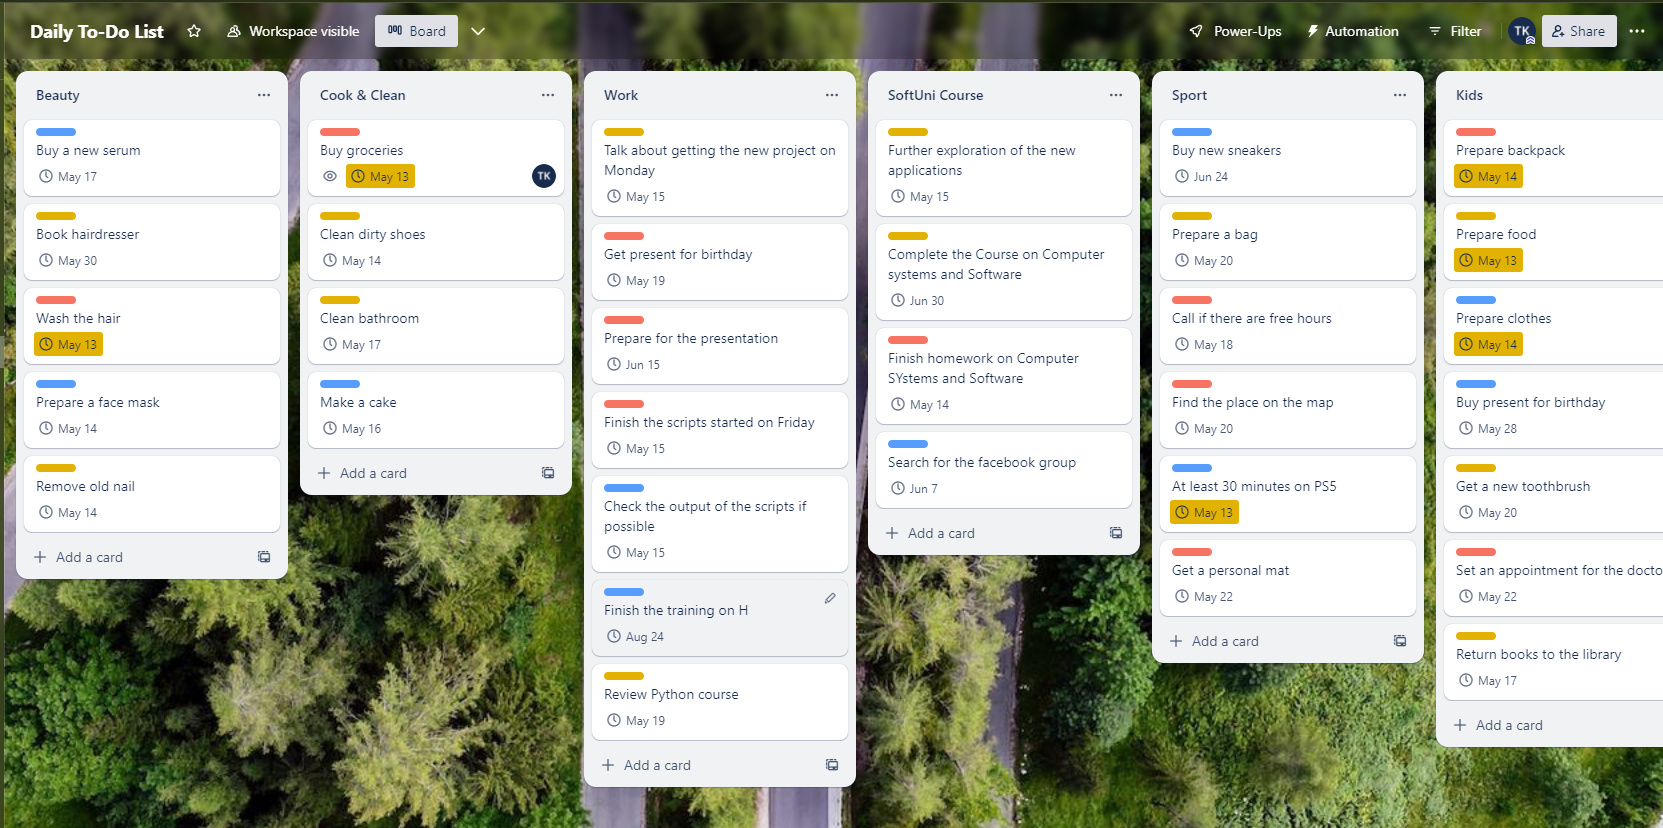 Daily To-Do List
Workspace visible
Board
Power-Ups
Automation
Filter
TK
Share
Beauty
Buy a new serum
May 17
Book hairdresser
May 30
Wash the hair
May 13
Prepare a face mask
May 14
Remove old nail
May 14
Add a card
Cook & Clean
Buy groceries
May 13
TK
Clean dirty shoes
May 14
Clean bathroom
May 17
Make a cake
May 16
Add a card
Work
Talk about getting the new project on
Monday
May 15
Get present for birthday
May 19
Prepare for the presentation
Jun 15
Finish the scripts started on Friday
May 15
Check the output of the scripts if
possible
May 15
Finish the training on H
Aug 24
Review Python course
May 19
Add a card
SoftUni Course
Further exploration of the new
applications
May 15
Complete the Course on Computer
systems and Software
Jun 30
Finish homework on Computer
SYstems and Software
May 14
Search for the facebook group
Jun 7
Add a card
Sport
Buy new sneakers
Jun 24
Prepare a bag
May 20
Call if there are free hours
May 18
Find the place on the map
May 20
At least 30 minutes on PS5
May 13
Get a personal mat
May 22
Add a card
Kids
Prepare backpack
May 14
Prepare food
May 13
Prepare clothes
May 14
Buy present for birthday
May 28
Get a new toothbrush
May 20
Set an appointment for the docto
May 22
Return books to the library
May 17
Add a card